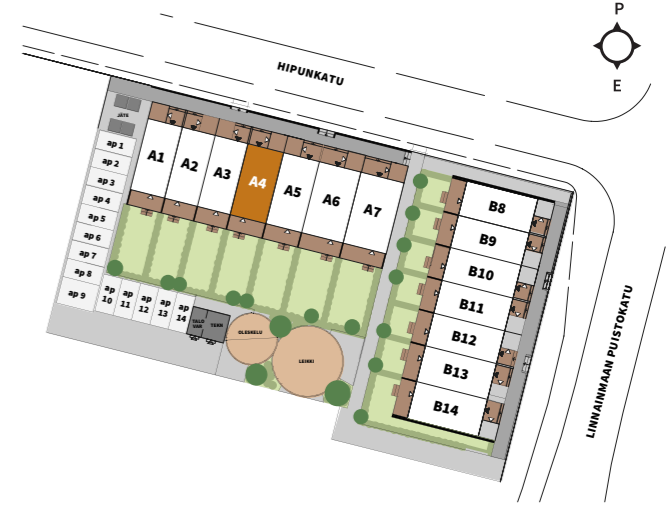 P
E
HIPUNKATU
LINNAINMAAN PUISTOKATU
JÄTE
ap 1
ap 2
ap 3
ap 4
ap 5
ap 6
ap 7
ap 8
ap 9
ap
10
ap
11
ap
12
ap
13
ap
14
A1
A2
A3
A4
A5
A6
A7
B8
B9
B10
B11
B12
B13
B14
TALO
VAR
TEKN
OLESKELU
LEIKKI